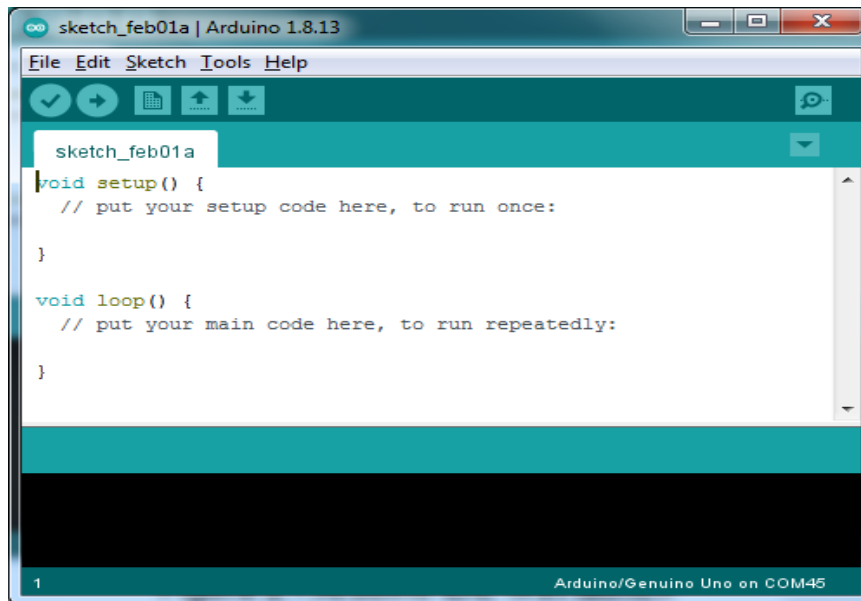 sketch_feb01a | Arduino 1.8.13
File Edit Sketch Tools Help
sketch_feb01a
void setup() {
  // put your setup code here, to run once:
}
void loop() {
  // put your main code here, to run repeatedly:
}
1 Arduino/Genuino Uno on COM45